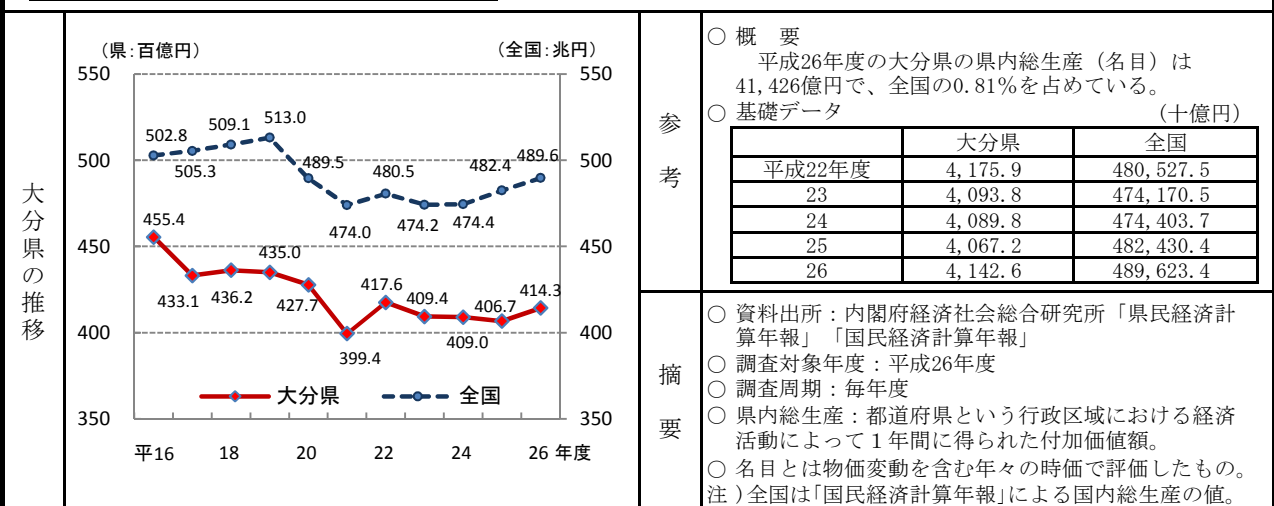 大分県の推移
（県：百億円）
（全国：兆円）
550
500
450
400
350
550
500
450
400
350
502.8
505.3
509.1
513.0
489.5
474.0
480.5
474.2
474.4
482.4
489.6
455.4
433.1
436.2
435.0
427.7
399.4
417.6
409.4
409.0
406.7
414.3
大分県
全国
平16 18 20 22 24 26 年度
参考
○ 概　要
平成26年度の大分県の県内総生産（名目）は
41,426億円で、全国の0.81％を占めている。
○ 基礎データ （十億円）
大分県 全国
平成22年度 4,175.9 480,527.5
23 4,093.8 474,170.5
24 4,089.8 474,403.7
25 4,067.2 482,430.4
26 4,142.6 489,623.4
摘要
○ 資料出所：内閣府経済社会総合研究所「県民経済計
算年報」「国民経済計算年報」
○ 調査対象年度：平成26年度
○ 調査周期：毎年度
○ 県内総生産：都道府県という行政区域における経済
活動によって１年間に得られた付加価値額。
○ 名目とは物価変動を含む年々の時価で評価したもの。
注）全国は「国民経済計算年報」による国内総生産の値。